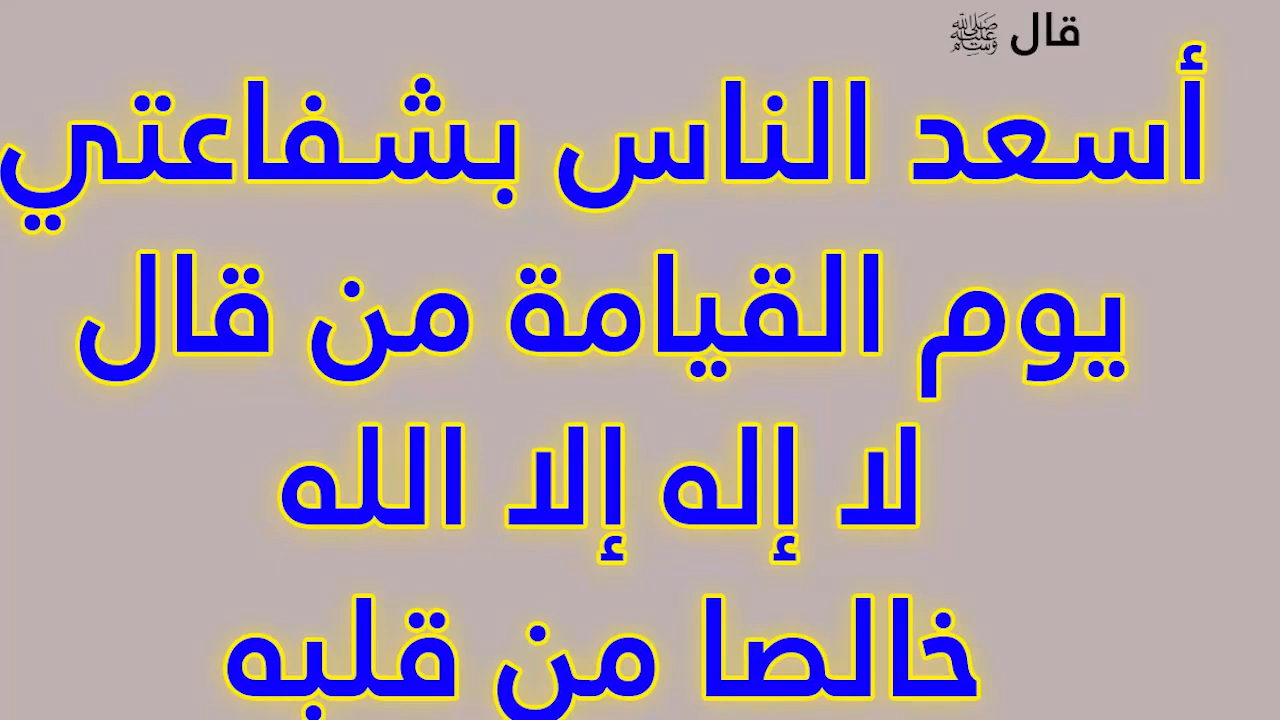 قال ﷺ
أسعد الناس بشفاعتي
يوم القيامة من قال
لا إله إلا الله
خالصا من قلبه